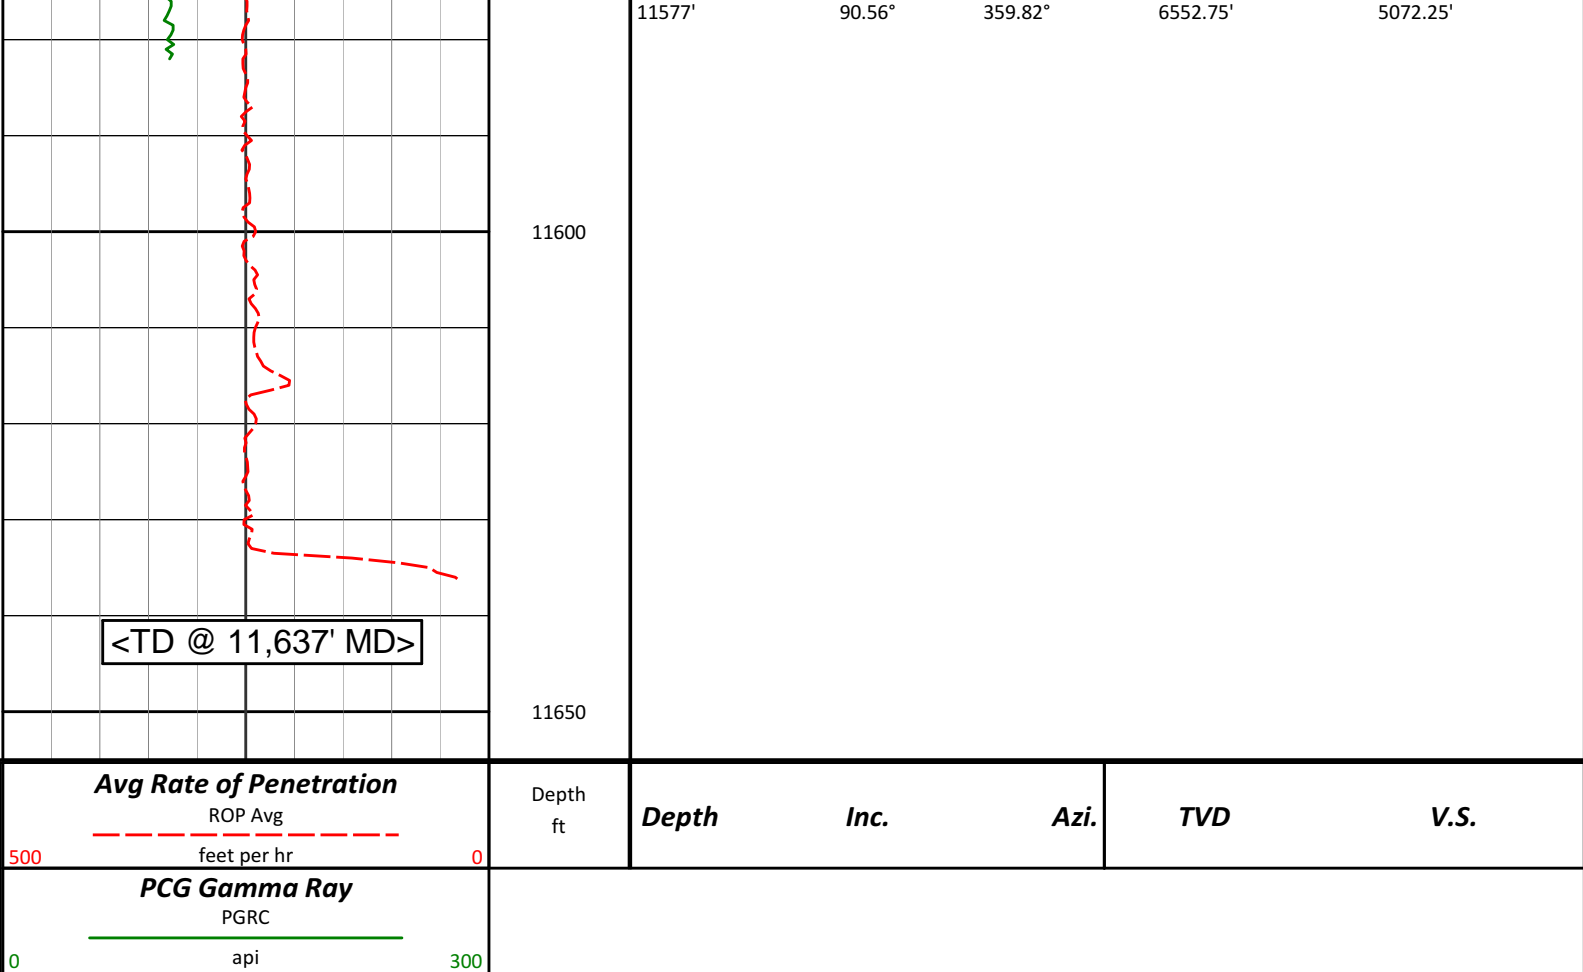 11577' 90.56° 359.82° 6552.75' 5072.25'
11600
<TD @ 11,637' MD>
11650
Avg Rate of Penetration
ROP Avg
feet per hr
500 0
Depth
ft
Depth Inc. Azi. TVD V.S.
PCG Gamma Ray
PGRC
api
0 300